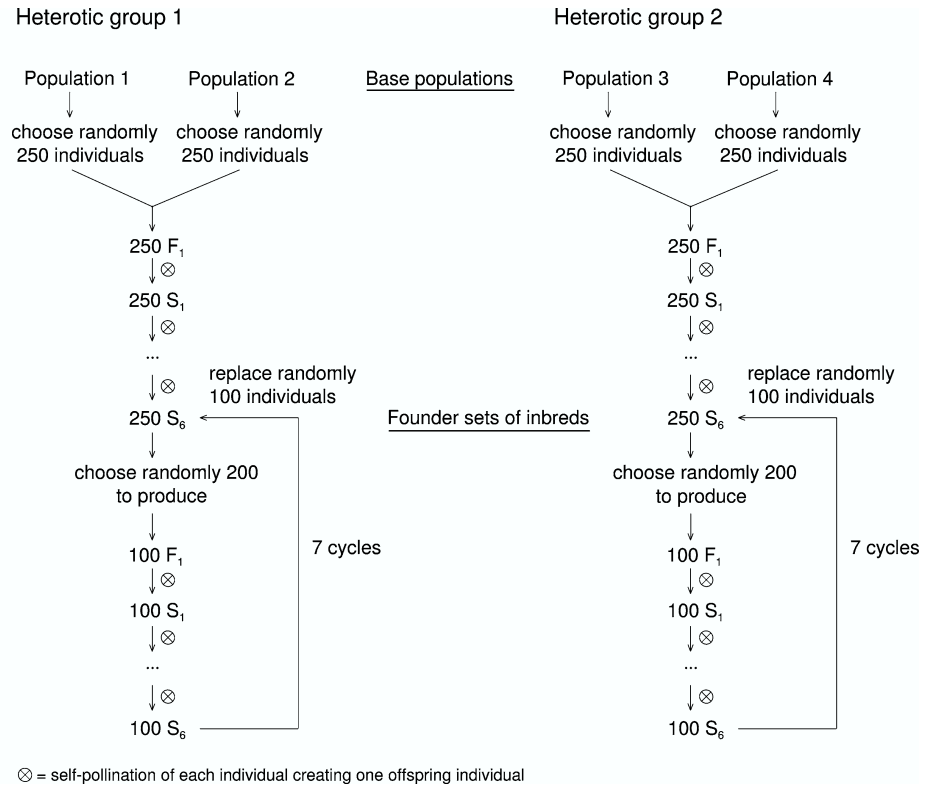 Heterotic group 1
Heterotic group 2
Population 1
Population 2
Base populations
Population 3
Population 4
choose randomly
250 individuals
choose randomly
250 individuals
choose randomly
250 individuals
choose randomly
250 individuals
250 F₁
⊗
250 S₁
⊗
...
⊗
replace randomly
100 individuals
250 S₆
choose randomly 200
to produce
100 F₁
⊗
7 cycles
100 S₁
⊗
...
⊗
100 S₆
Founder sets of inbreds
250 F₁
⊗
250 S₁
⊗
...
⊗
replace randomly
100 individuals
250 S₆
choose randomly 200
to produce
100 F₁
⊗
7 cycles
100 S₁
⊗
...
⊗
100 S₆
⊗ = self-pollination of each individual creating one offspring individual